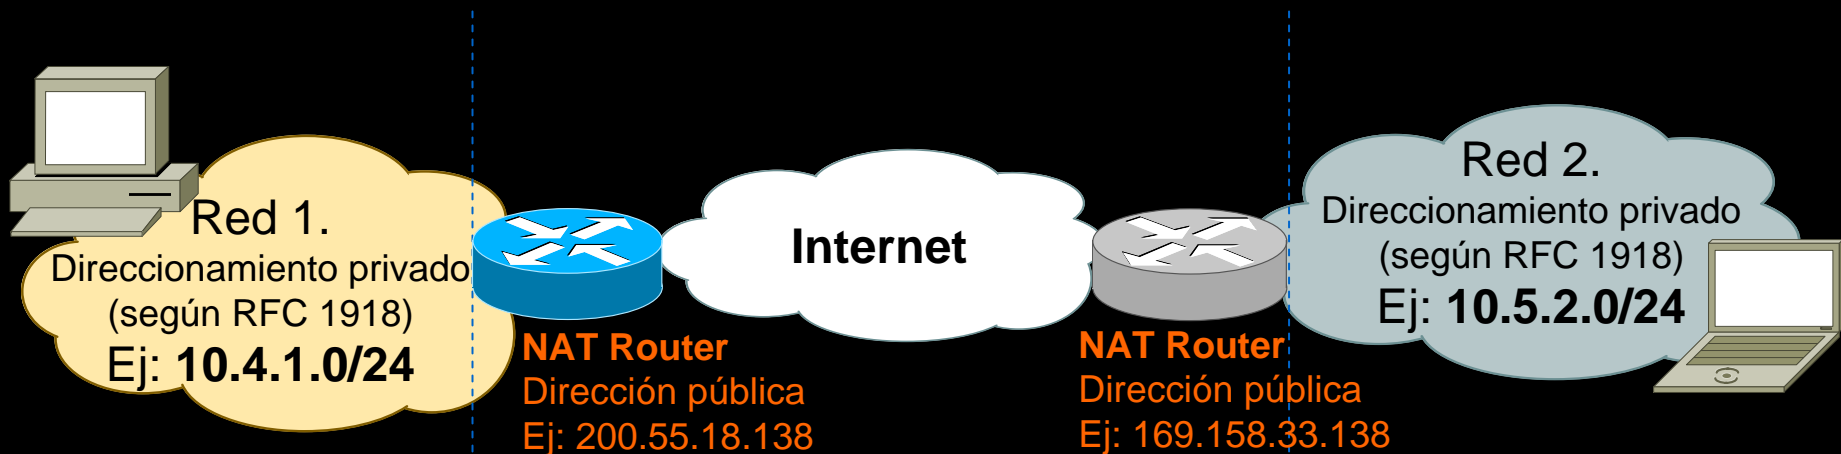 Red 1.
Direccionamiento privado
(según RFC 1918)
Ej: 10.4.1.0/24
NAT Router
Dirección pública
Ej: 200.55.18.138
Internet
NAT Router
Dirección pública
Ej: 169.158.33.138
Red 2.
Direccionamiento privado
(según RFC 1918)
Ej: 10.5.2.0/24